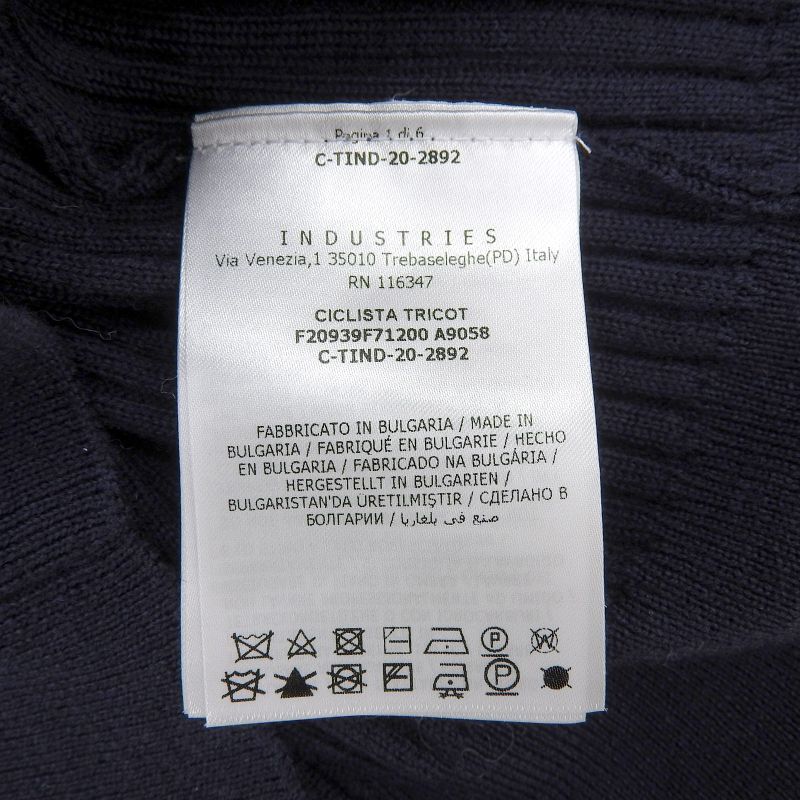 Pagina 1 di 6
C-TIND-20-2892
INDUSTRIES
Via Venezia,1 35010 Trebaseleghe(PD) Italy
RN 116347
CICLISTA TRICOT
F20939F71200 A9058
C-TIND-20-2892
FABBRICATO IN BULGARIA / MADE IN
BULGARIA / FABRIQUÉ EN BULGARIE / HECHO
EN BULGARIA / FABRICADO NA BULGÁRIA /
HERGESTELLT IN BULGARIEN /
BULGARISTAN'DA ÜRETILMIŞTIR / СДЕЛАНО В
БОЛГАРИИ / صنع في بلغاريا
P W
P